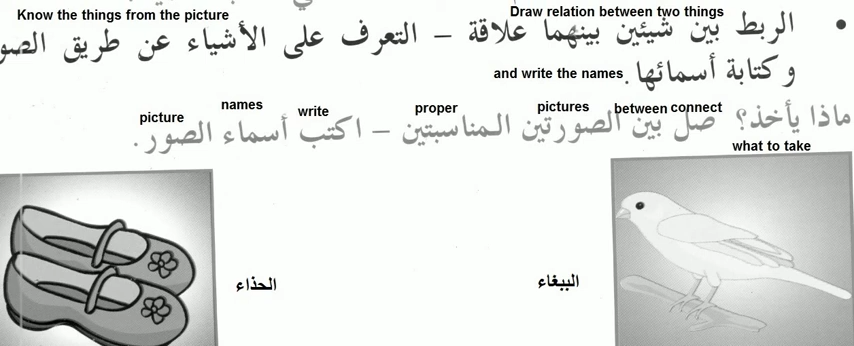 Know the things from the picture
Draw relation between two things
• الربط بين شيئين بينهما علاقة – التعرف على الأشياء عن طريق الصو
and write the names
وكتابة أسمائها.
picture names write proper pictures between connect
ماذا يأخذ؟ صل بين الصورتين المناسبتين – اكتب أسماء الصور.
what to take
الببغاء
الحذاء